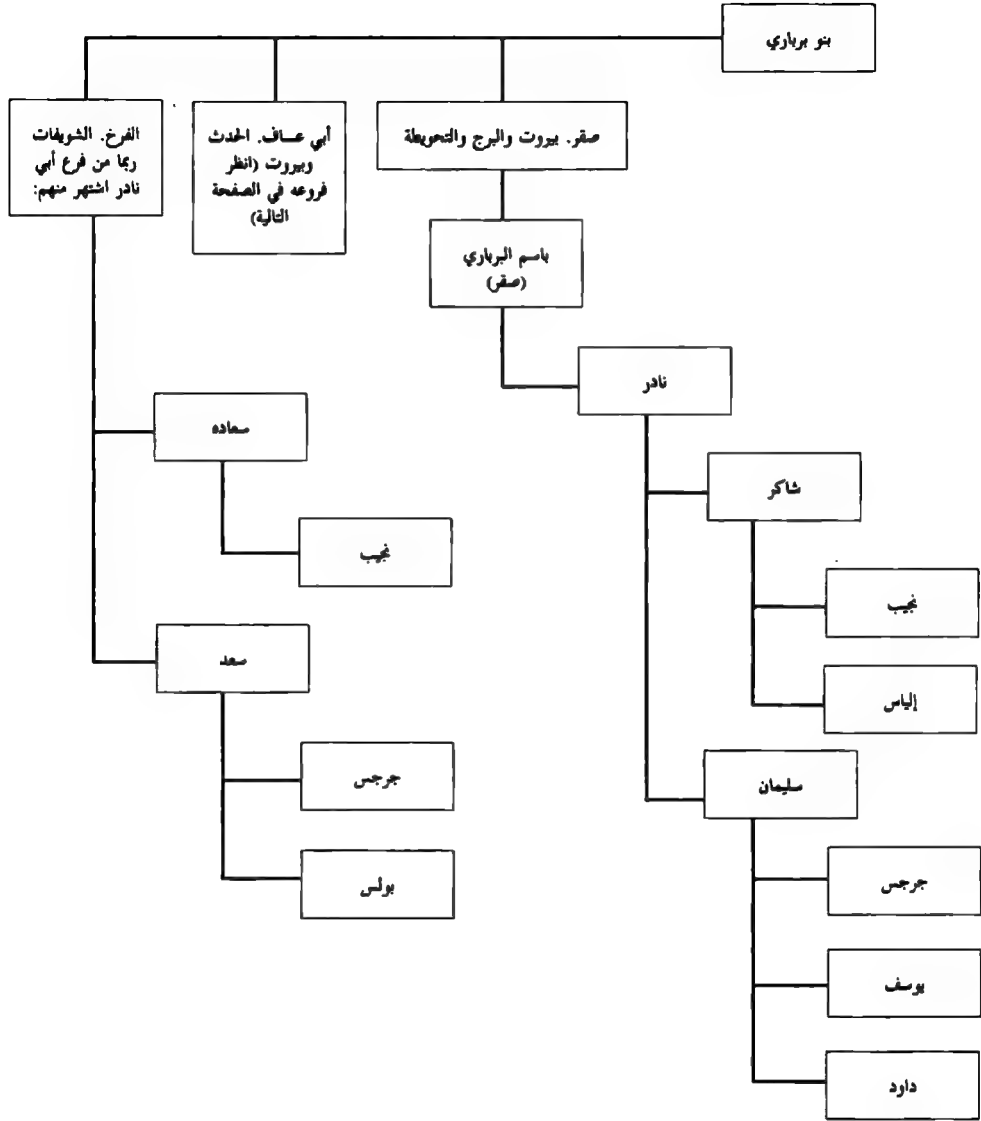 بنو برباري
صقر. بيروت والبرج والتحويطة
أبي عساف. الحدث
وبيروت (انظر
فروعه في الصفحة
التالية)
الفرخ. الشويفات
ربما من فرع أبي
نادر اشتهر منهم:
باسم البرباري
(صقر)
نادر
شاكر
نجيب
إلياس
سليمان
جرجس
يوسف
داود
سعاده
نجيب
سعد
جرجس
بولس